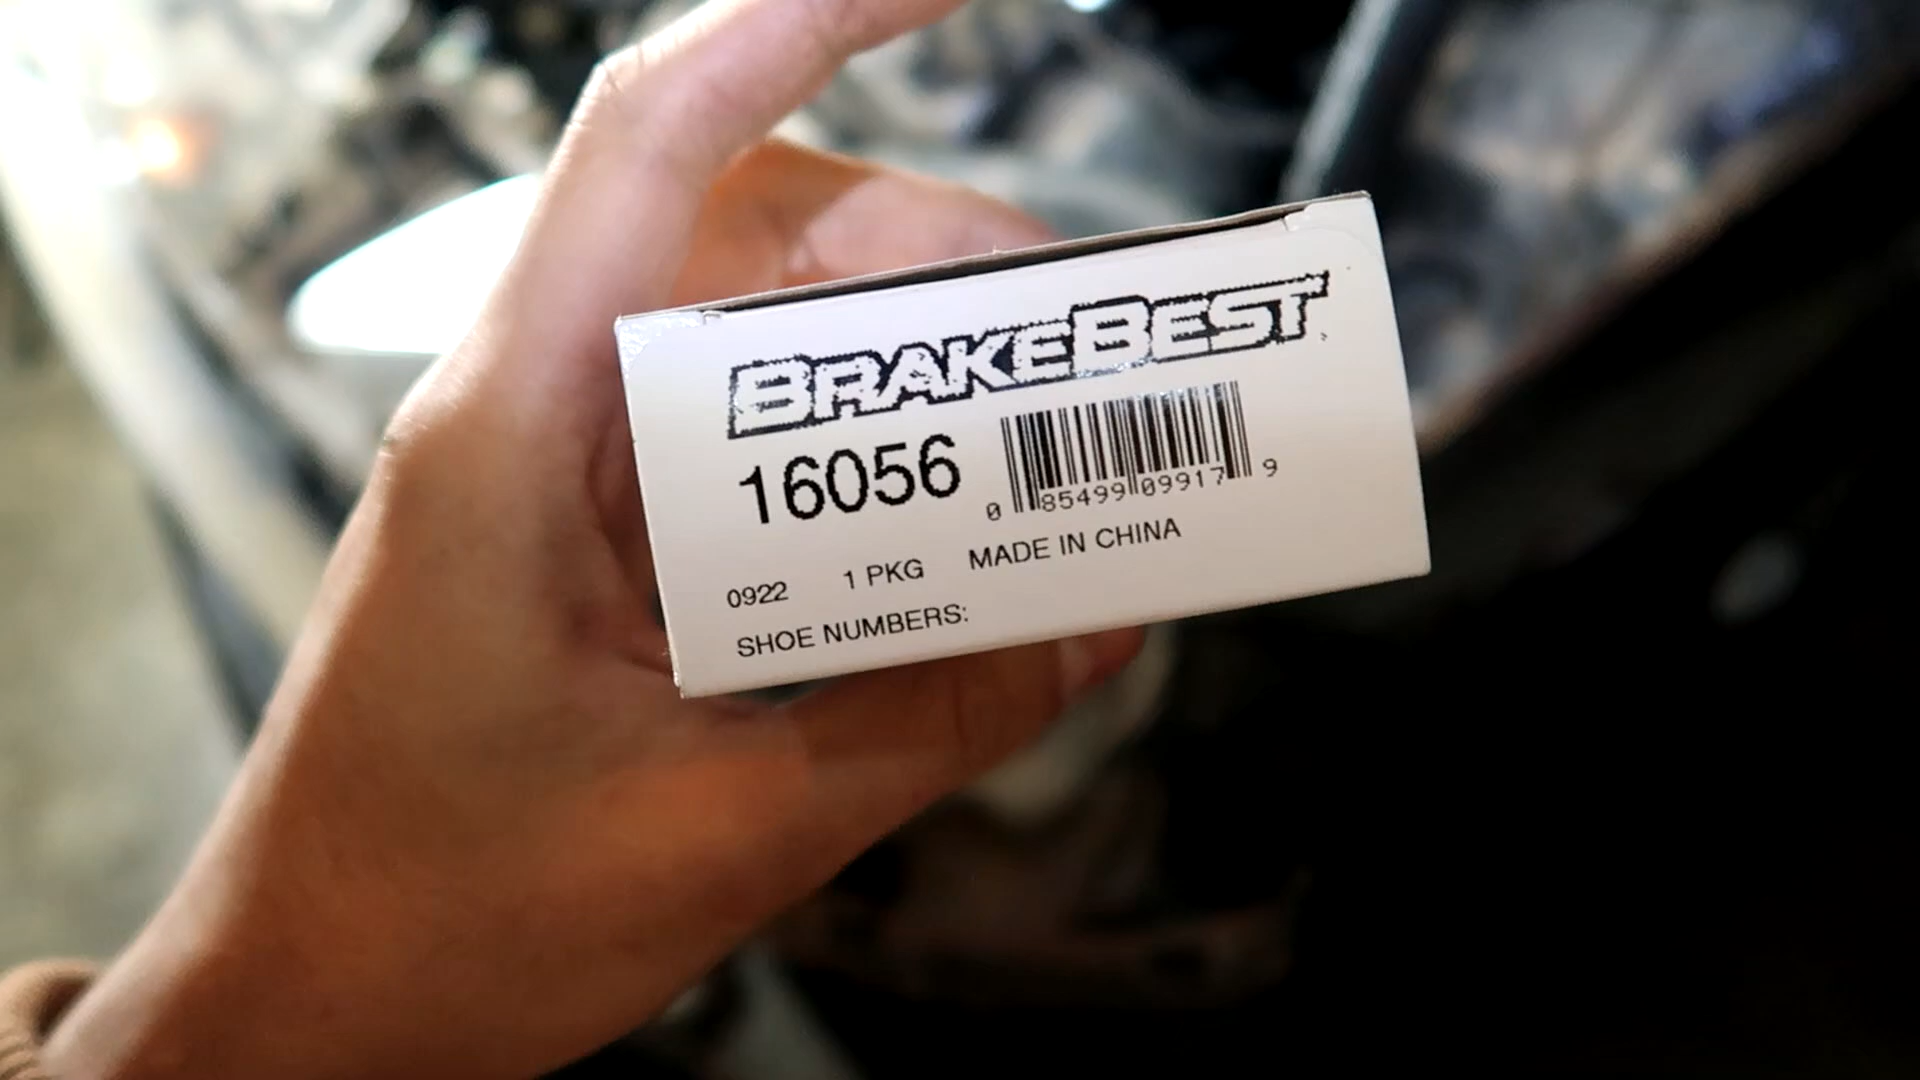 BRAKEBEST
16056
0 85499 09917 9
0922 1 PKG MADE IN CHINA
SHOE NUMBERS: